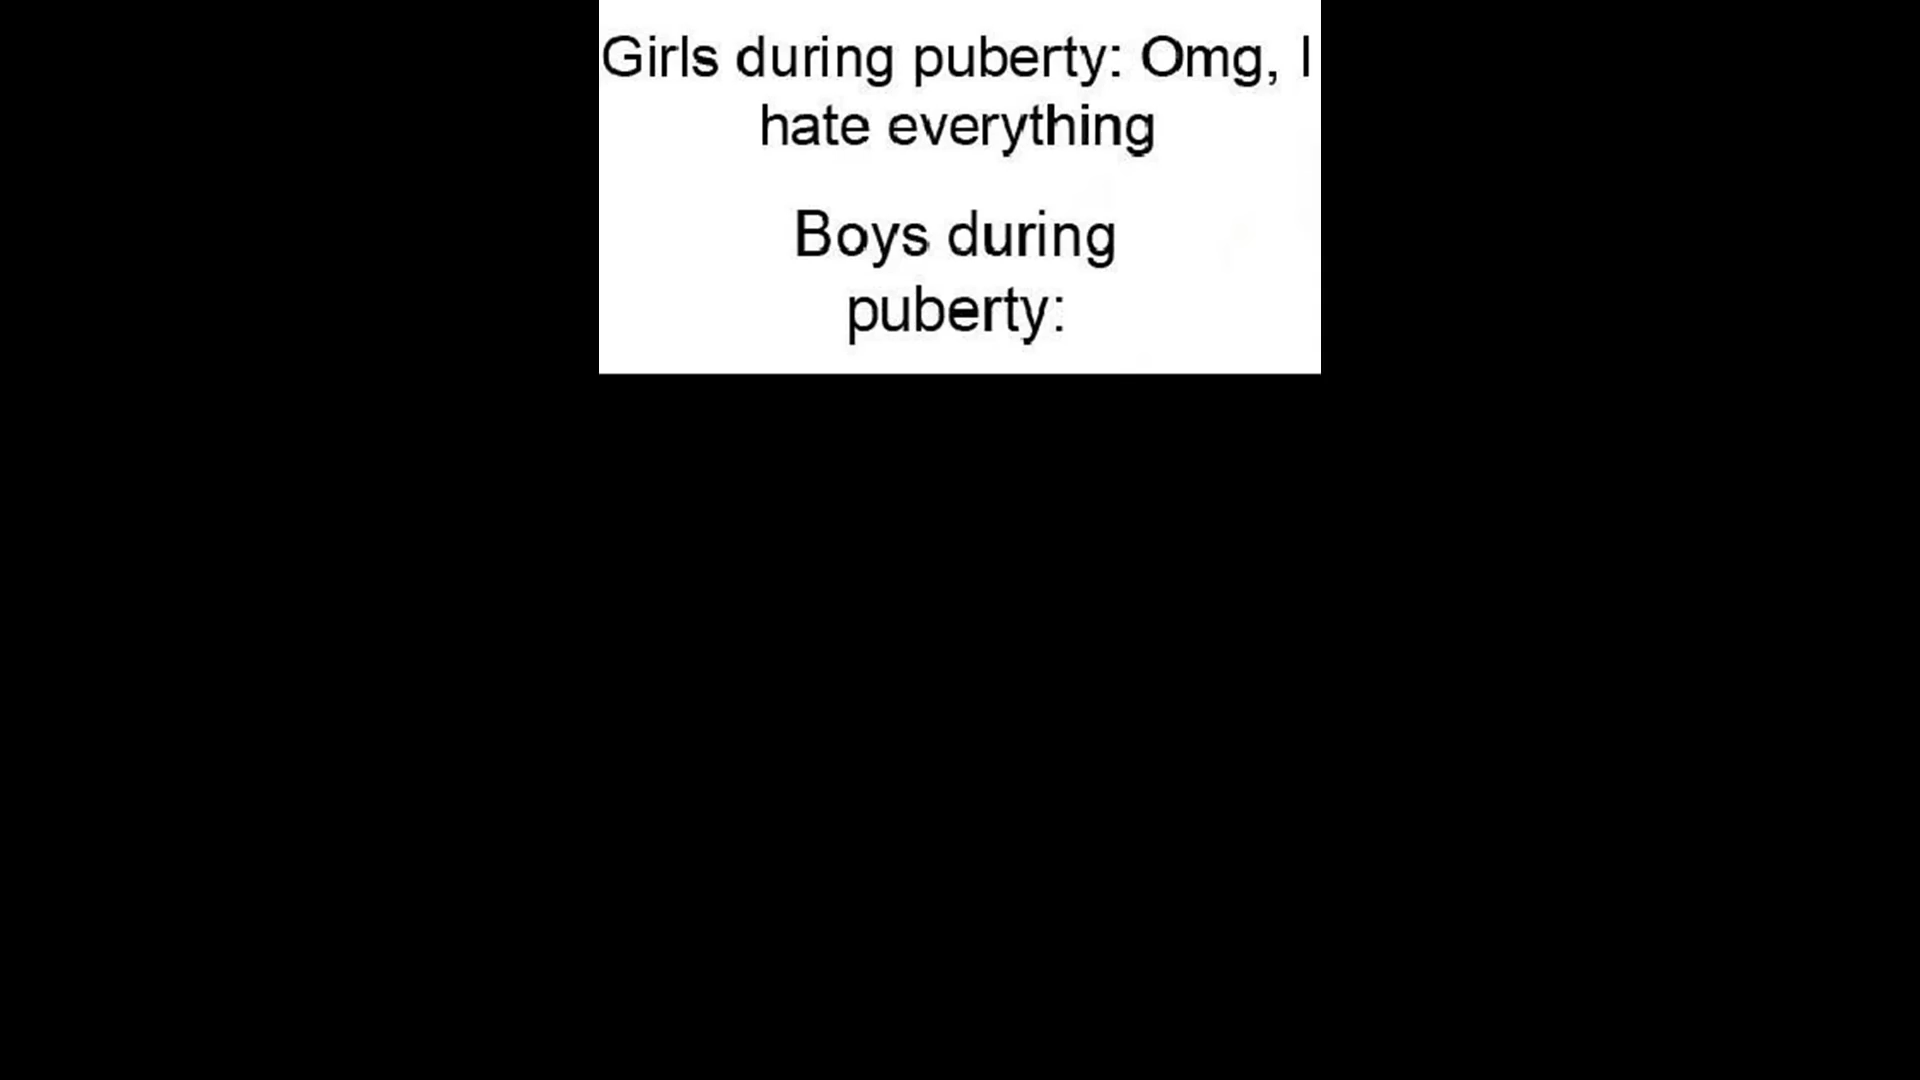 Girls during puberty: Omg, I
hate everything
Boys during
puberty: